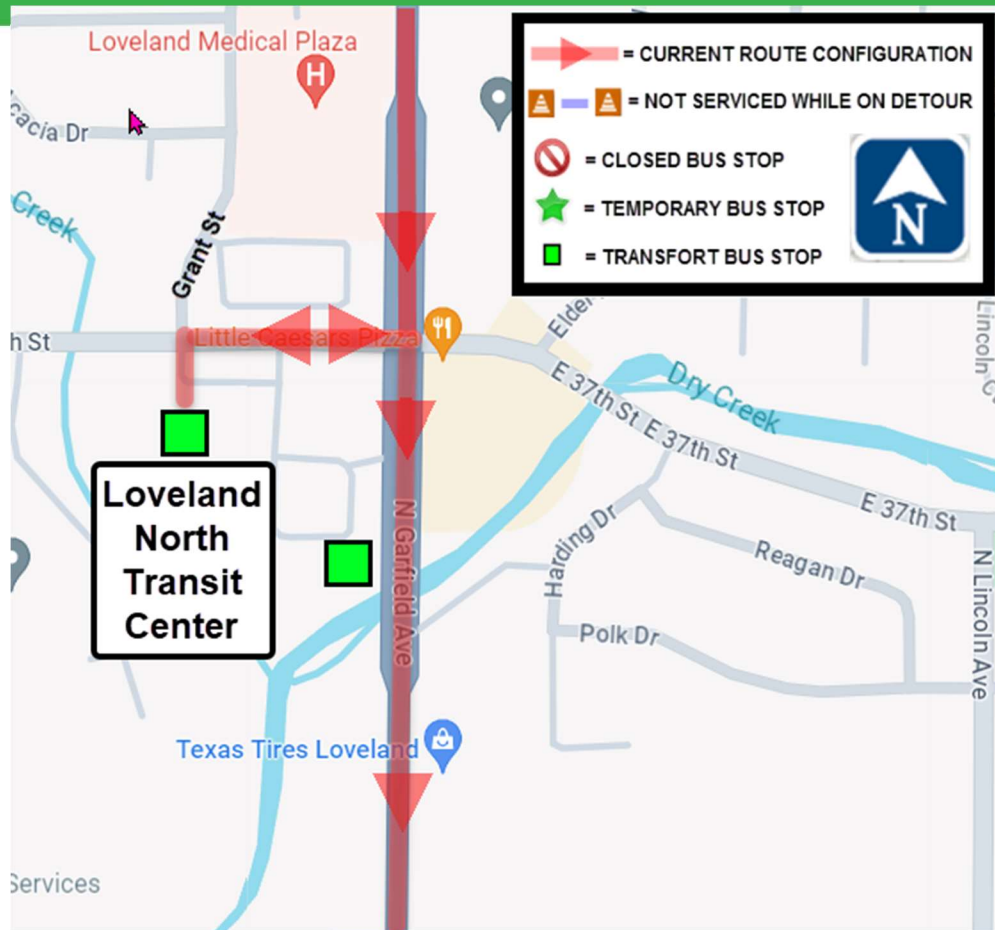 Loveland Medical Plaza
H
= CURRENT ROUTE CONFIGURATION
= NOT SERVICED WHILE ON DETOUR
= CLOSED BUS STOP
= TEMPORARY BUS STOP
= TRANSFORT BUS STOP
N
cacia Dr
Creek
Grant St
h St
Little Caesars Pizza
Elder
Lincoln C
E 37th St
E 37th St
E 37th St
Dry Creek
Loveland
North
Transit
Center
N Garfield Ave
Harding Dr
Reagan Dr
Polk Dr
N Lincoln Ave
Texas Tires Loveland
Services